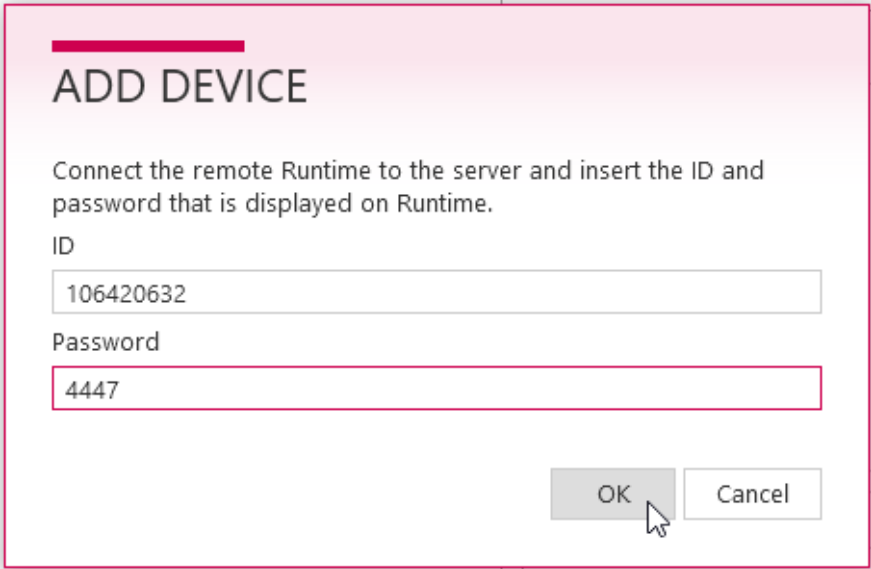 ADD DEVICE
Connect the remote Runtime to the server and insert the ID and
password that is displayed on Runtime.
ID
106420632
Password
4447
OK
Cancel